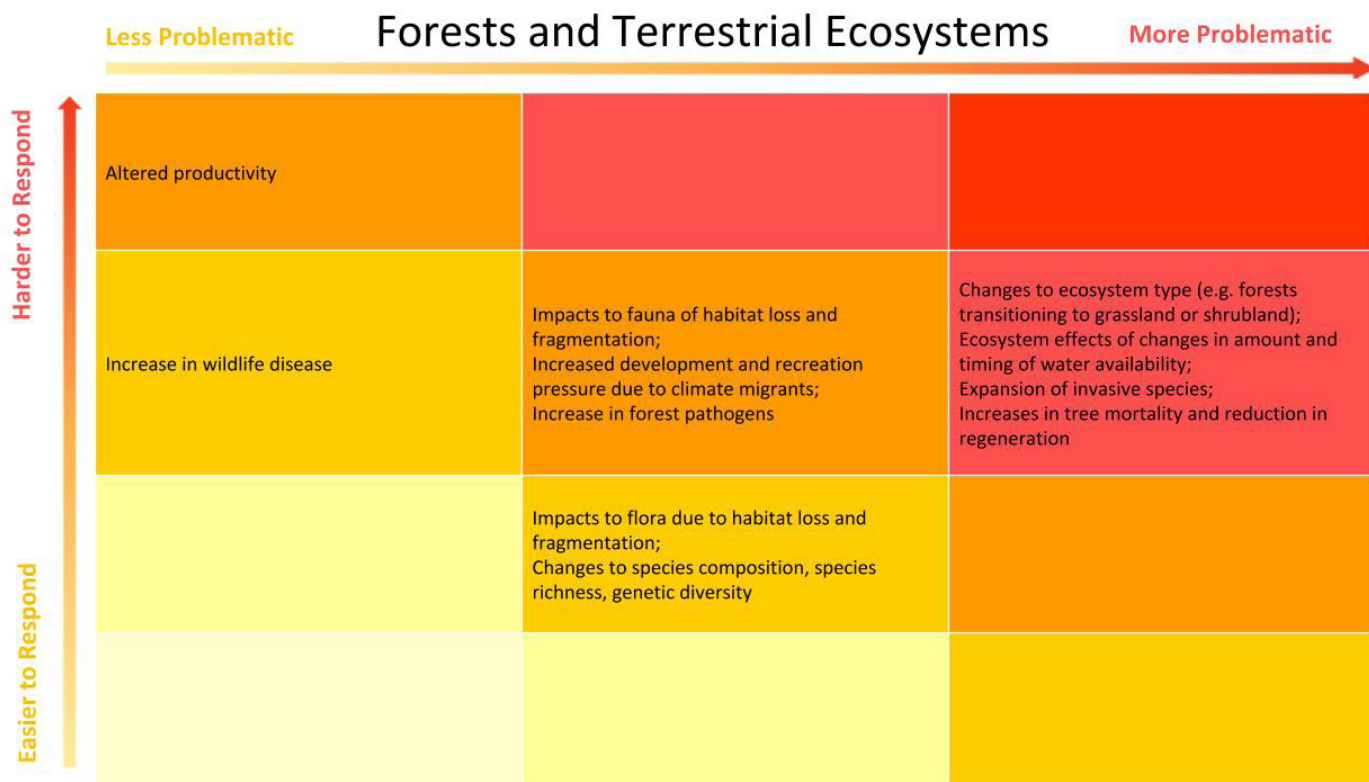 Less Problematic
Forests and Terrestrial Ecosystems
More Problematic
Harder to Respond
Easier to Respond
Altered productivity
Increase in wildlife disease
Impacts to fauna of habitat loss and
fragmentation;
Increased development and recreation
pressure due to climate migrants;
Increase in forest pathogens
Changes to ecosystem type (e.g. forests
transitioning to grassland or shrubland);
Ecosystem effects of changes in amount and
timing of water availability;
Expansion of invasive species;
Increases in tree mortality and reduction in
regeneration
Impacts to flora due to habitat loss and
fragmentation;
Changes to species composition, species
richness, genetic diversity